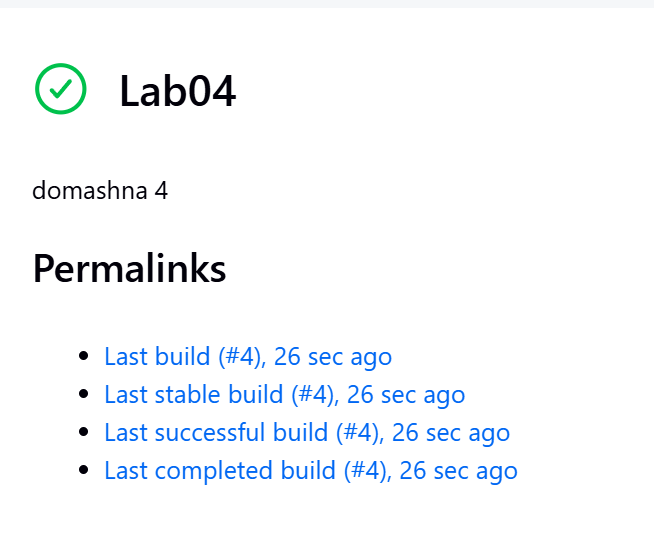 Lab04
domashna 4
Permalinks
Last build (#4), 26 sec ago
Last stable build (#4), 26 sec ago
Last successful build (#4), 26 sec ago
Last completed build (#4), 26 sec ago